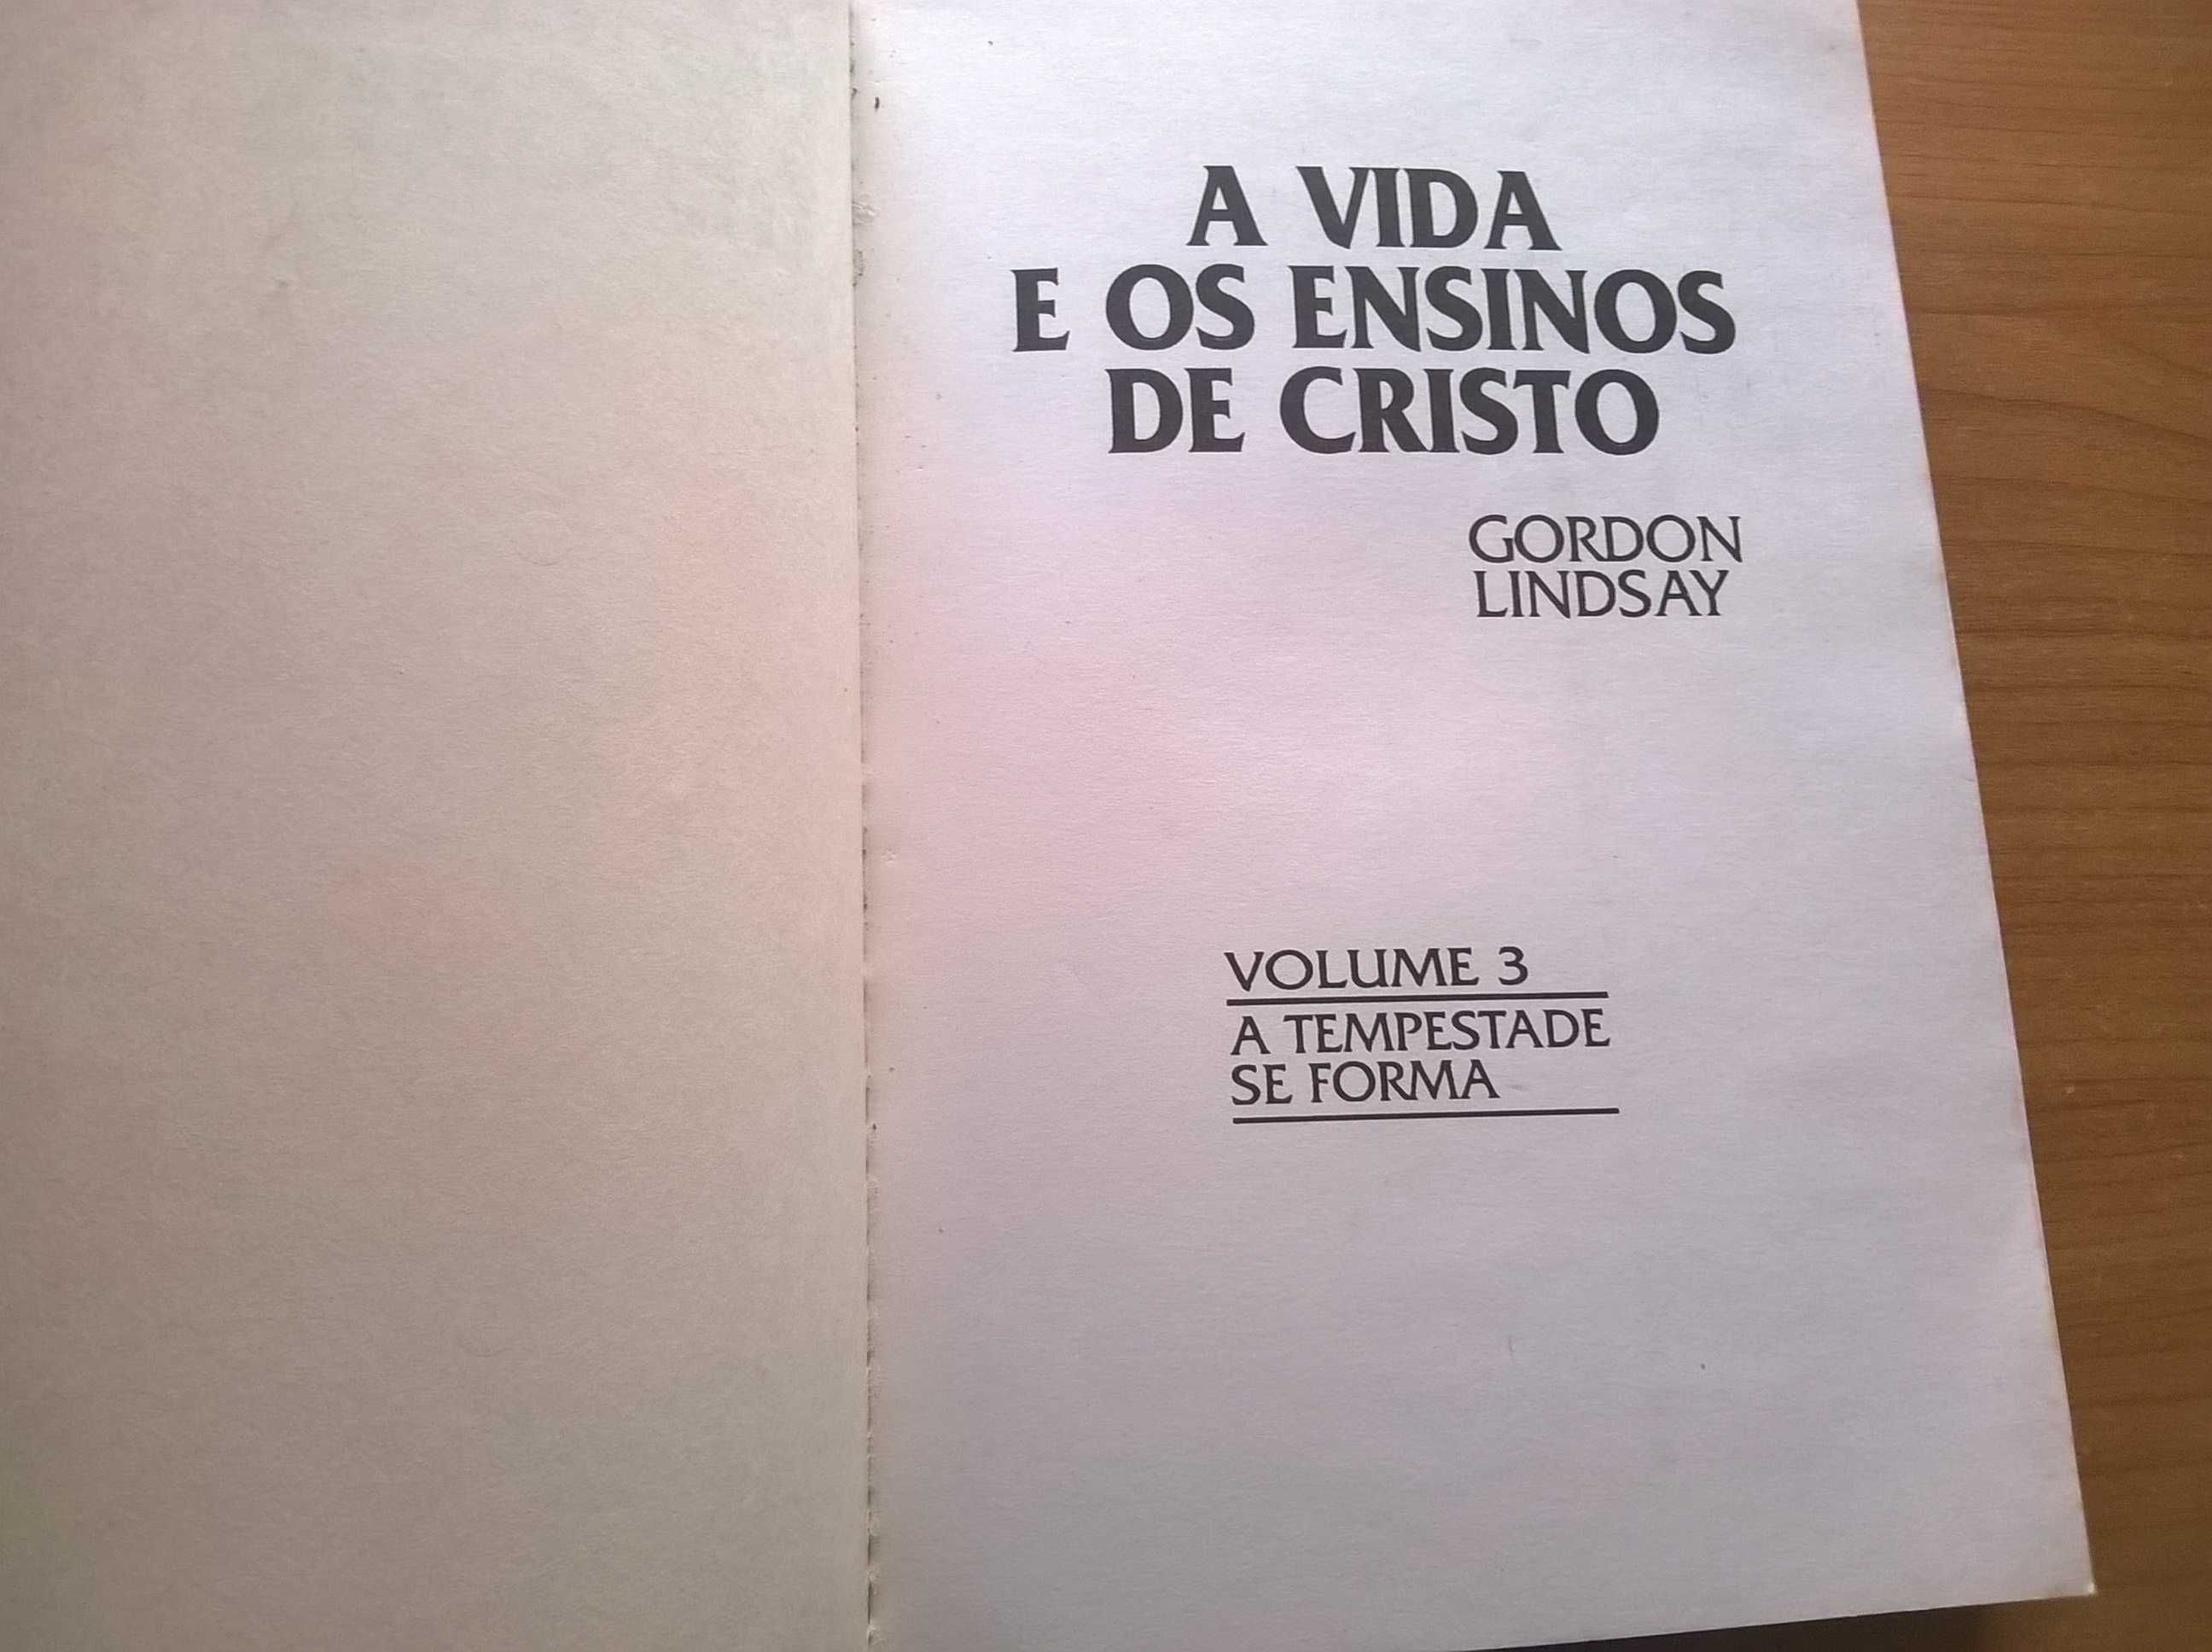 A VIDA
E OS ENSINOS
DE CRISTO
GORDON
LINDSAY
VOLUME 3
A TEMPESTADE
SE FORMA